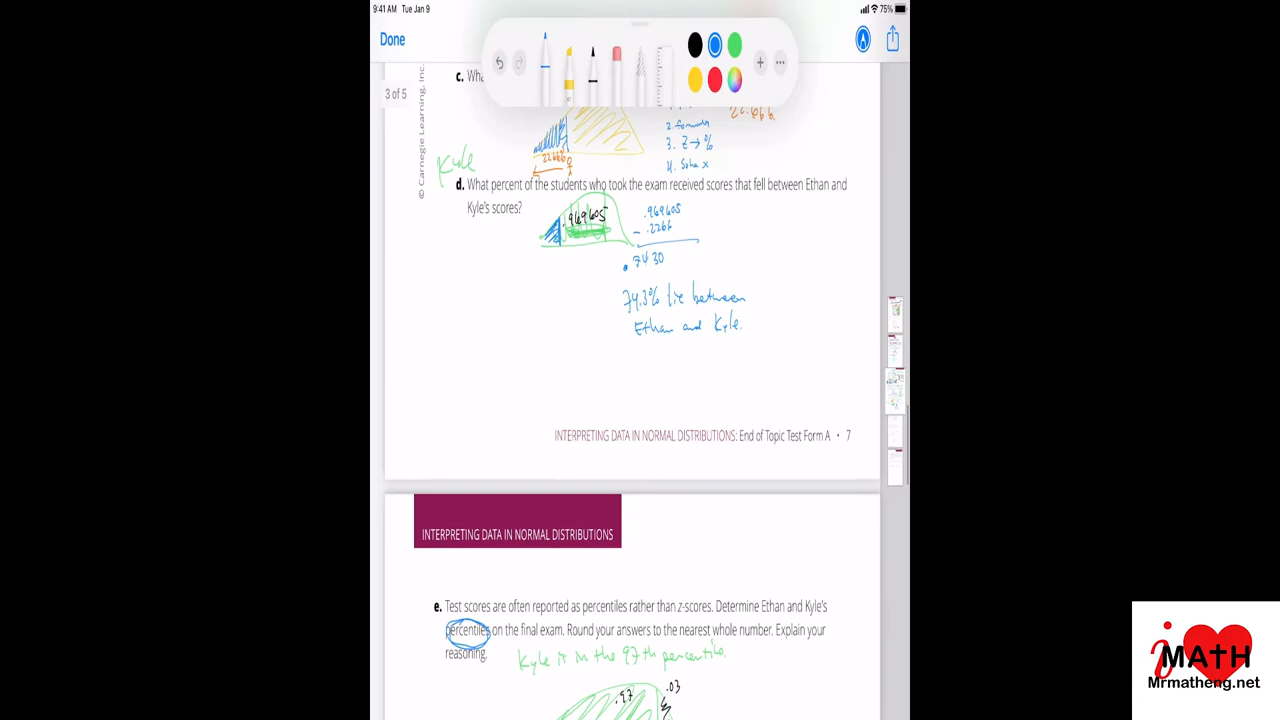 9:41 AM Tue Jan 9
75%
Done
3 of 5
© Carnegie Learning, Inc.
c. Wha
22.666
2. formula
3. Z → %
4. Solve x
Kyle
d. What percent of the students who took the exam received scores that fell between Ethan and
Kyle's scores?
.969605
.969605
- .2266
.7430
74.3% lie between
Ethan and Kyle.
INTERPRETING DATA IN NORMAL DISTRIBUTIONS: End of Topic Test Form A • 7
INTERPRETING DATA IN NORMAL DISTRIBUTIONS
e. Test scores are often reported as percentiles rather than z-scores. Determine Ethan and Kyle's
percentiles on the final exam. Round your answers to the nearest whole number. Explain your
reasoning.
Kyle is in the 97th percentile.
.97
.03
i MATH
Mrmatheng.net